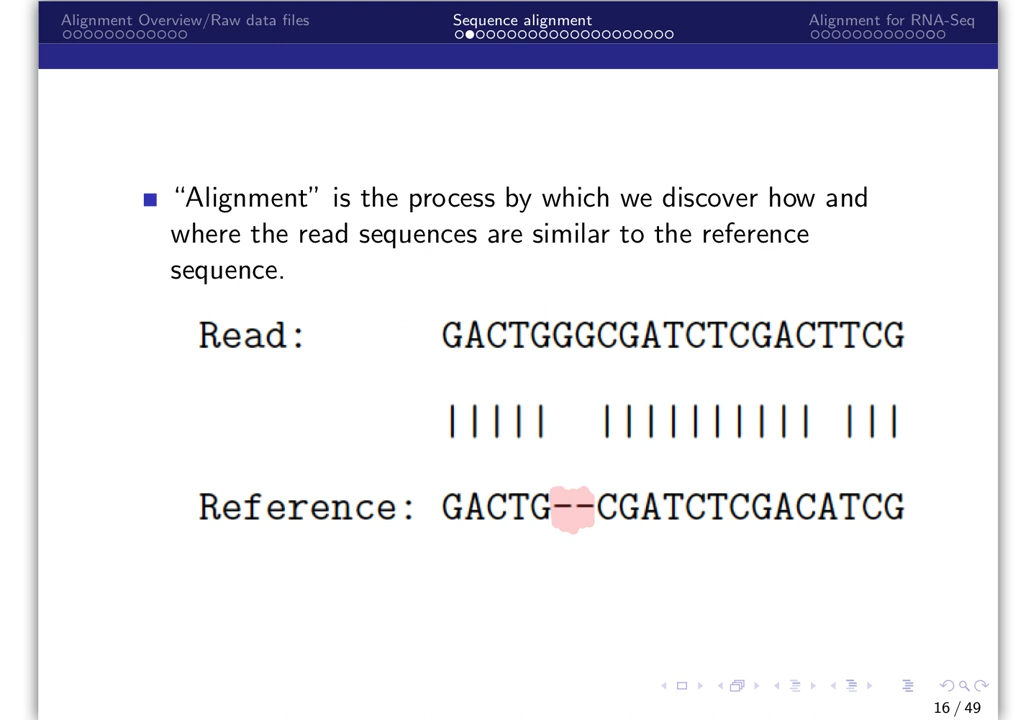 Alignment Overview/Raw data files
Sequence alignment
Alignment for RNA-Seq
“Alignment” is the process by which we discover how and
where the read sequences are similar to the reference
sequence.
Read: GACTGGGCGATCTCGACTTCG
||||| |||||||||| |||
Reference: GACTG--CGATCTCGACATCG
16 / 49